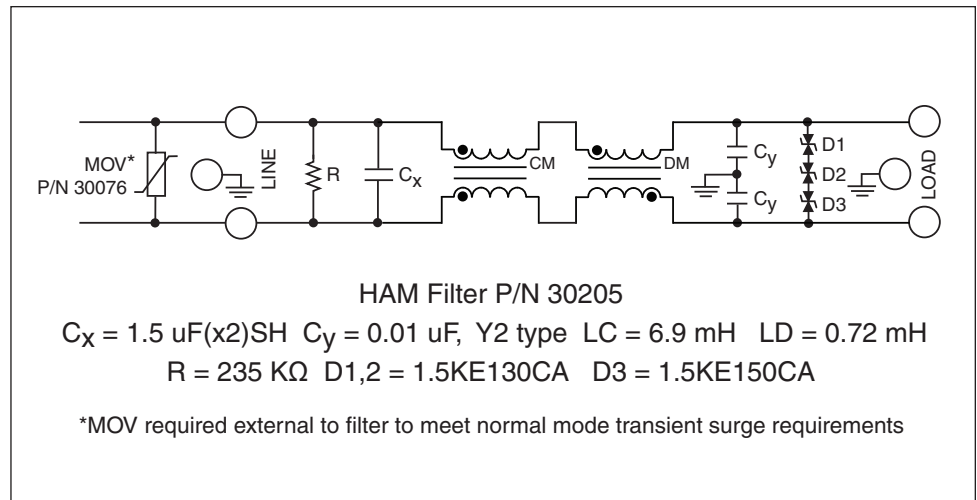 MOV*
P/N 30076
LINE
R
Cx
CM
DM
Cy
Cy
D1
D2
D3
LOAD
HAM Filter P/N 30205
Cx = 1.5 uF(x2)SH Cy = 0.01 uF, Y2 type LC = 6.9 mH LD = 0.72 mH
R = 235 KΩ D1,2 = 1.5KE130CA D3 = 1.5KE150CA
*MOV required external to filter to meet normal mode transient surge requirements